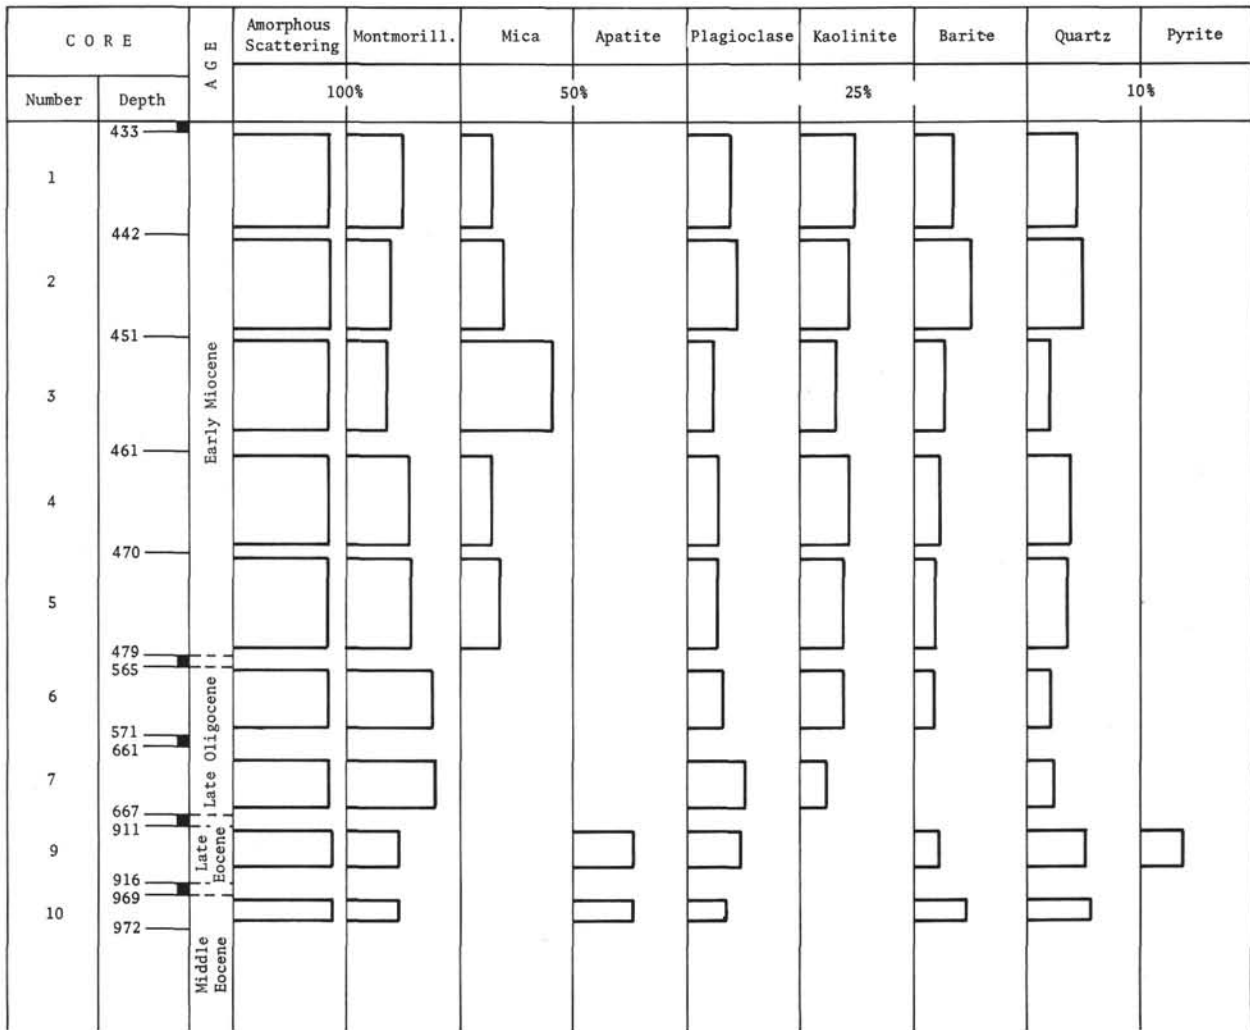 CORE
AGE
Amorphous Scattering
Montmorill.
Mica
Apatite
Plagioclase
Kaolinite
Barite
Quartz
Pyrite
Number
Depth
100%
50%
25%
10%
433
1
442
2
451
3
461
4
470
5
479
565
6
571
661
7
667
911
9
916
969
10
972
Early Miocene
Late Oligocene
Late Eocene
Middle Eocene